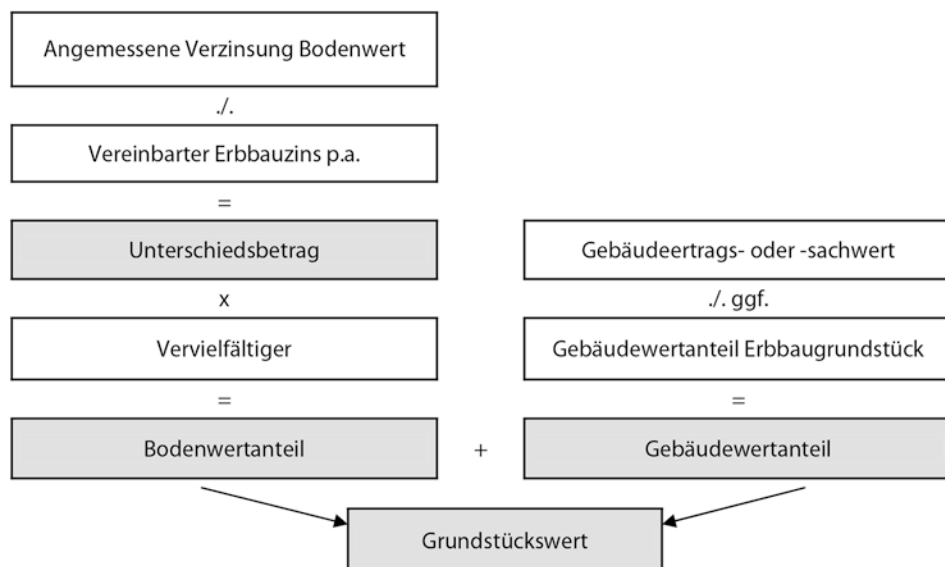 Angemessene Verzinsung Bodenwert
./.
Vereinbarter Erbbauzins p.a.
=
Unterschiedsbetrag
x
Vervielfältiger
=
Bodenwertanteil
+
Gebäudeertrags- oder -sachwert
./. ggf.
Gebäudewertanteil Erbbaugrundstück
=
Gebäudewertanteil
Grundstückswert